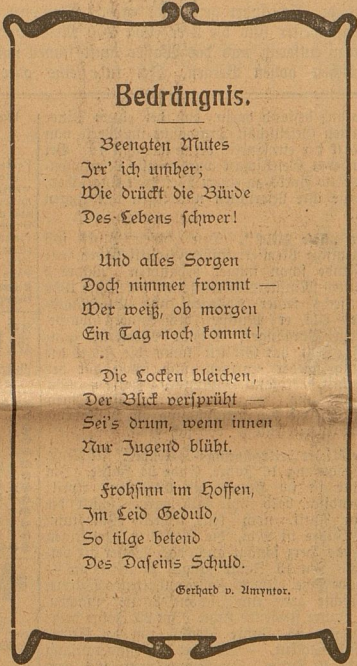 Bedrängnis.
Beengten Mutes
Irr' ich umher;
Wie drückt die Bürde
Des Lebens schwer!
Und alles Sorgen
Doch nimmer frommt —
Wer weiß, ob morgen
Ein Tag noch kommt!
Die Locken bleichen,
Der Blick versprüht —
Sei's drum, wenn innen
Nur Jugend blüht.
Frohsinn im Hoffen,
Im Leid Geduld,
So tilge betend
Des Daseins Schuld.
Gerhard v. Amyntor.